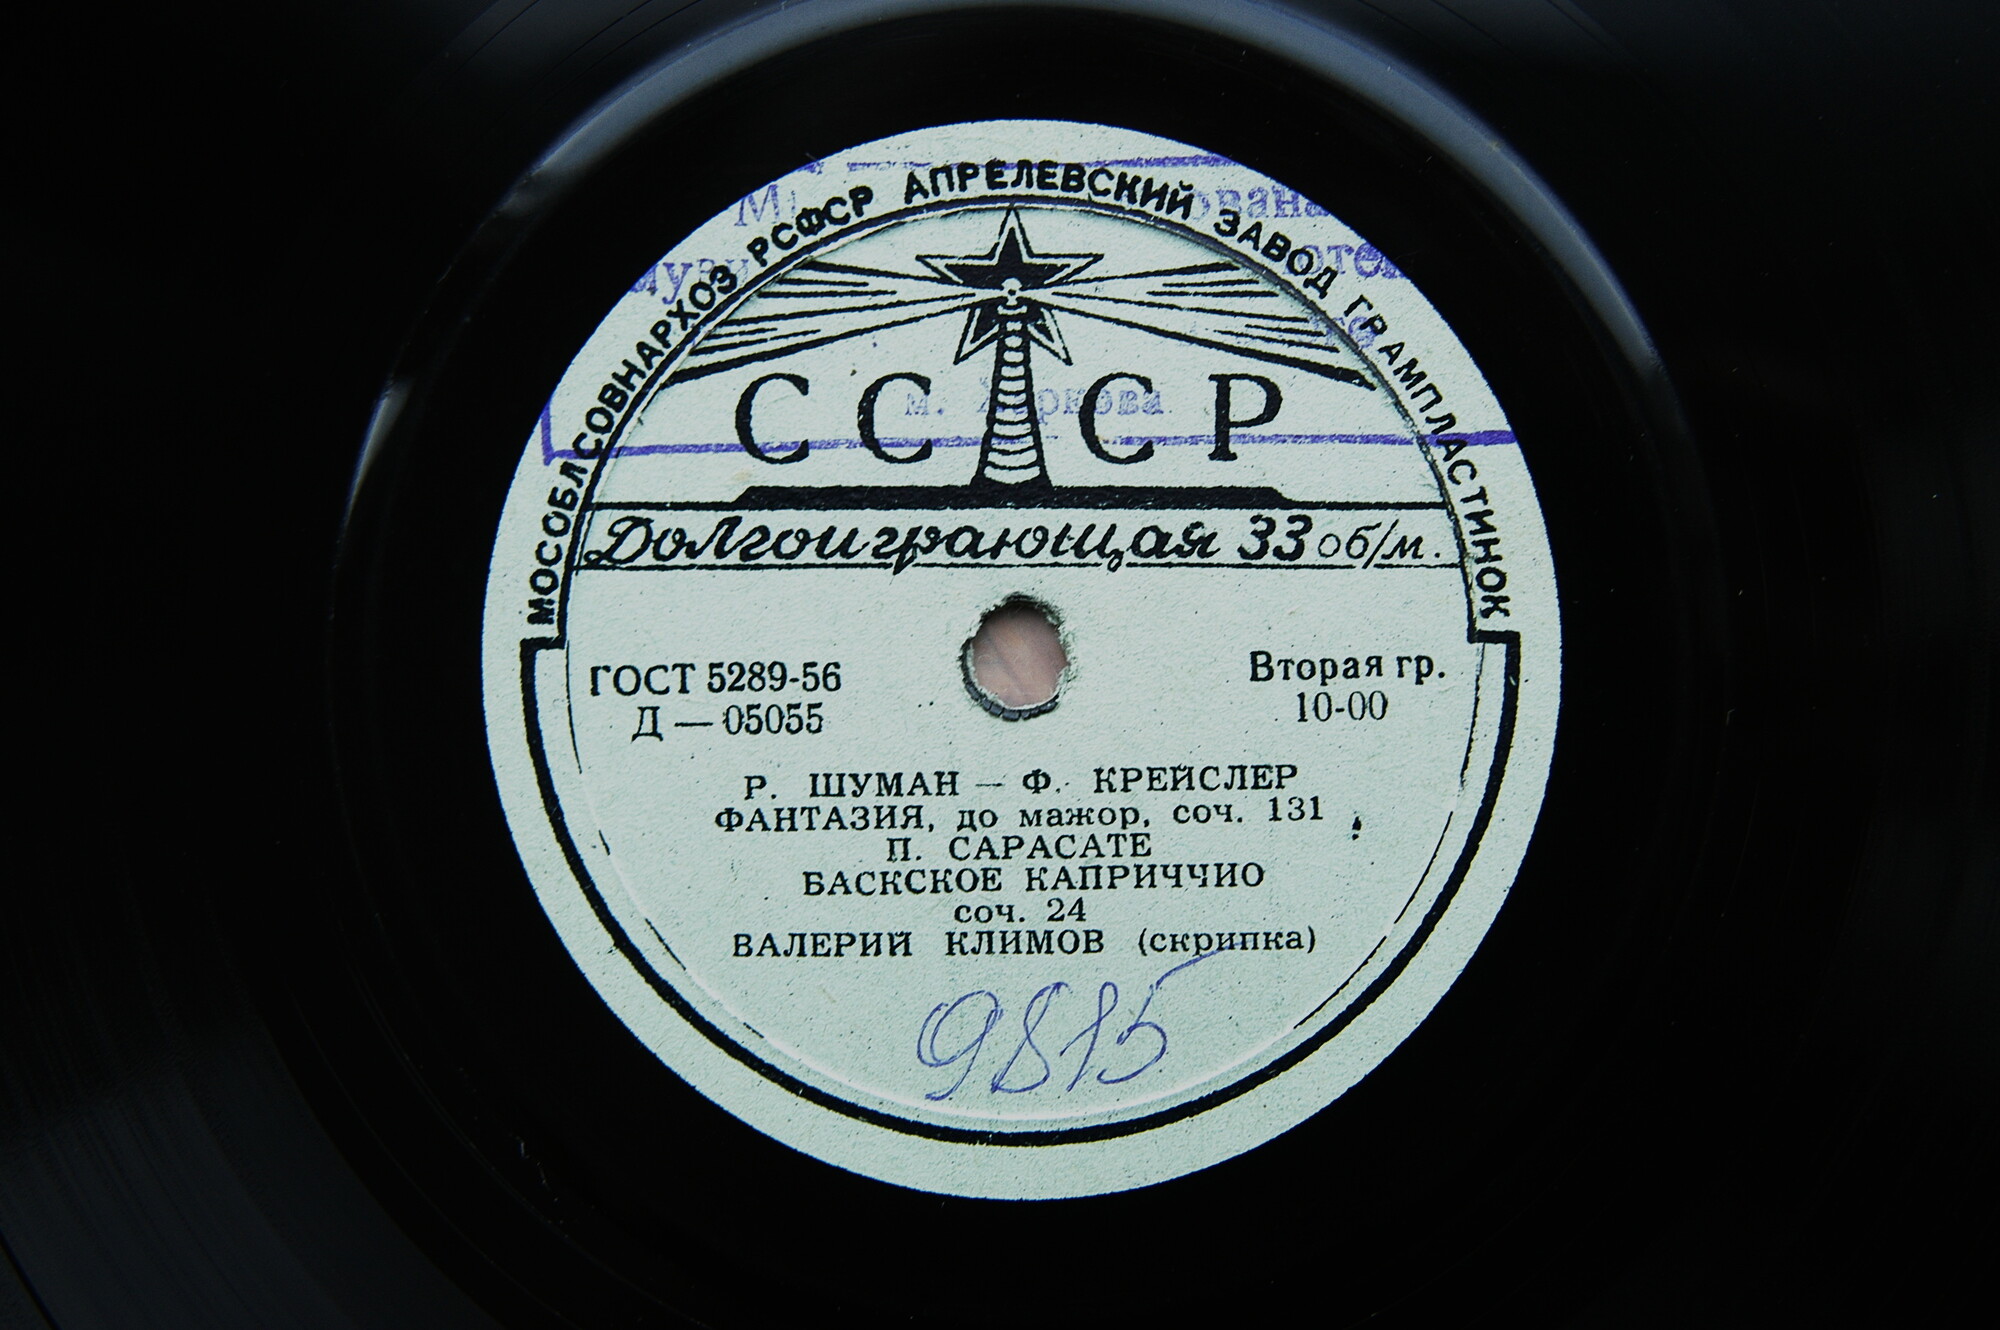 МОСОБЛСОВНАРХОЗ РСФСР АПРЕЛЕВСКИЙ ЗАВОД ГРАМПЛАСТИНОК
СССР
м. Харкова
Долгоиграющая 33 об/м.
ГОСТ 5289-56
Д — 05055
Вторая гр.
10-00
Р. ШУМАН — Ф. КРЕЙСЛЕР
ФАНТАЗИЯ, до мажор, соч. 131
П. САРАСАТЕ
БАСКСКОЕ КАПРИЧЧИО
соч. 24
ВАЛЕРИЙ КЛИМОВ (скрипка)
9815